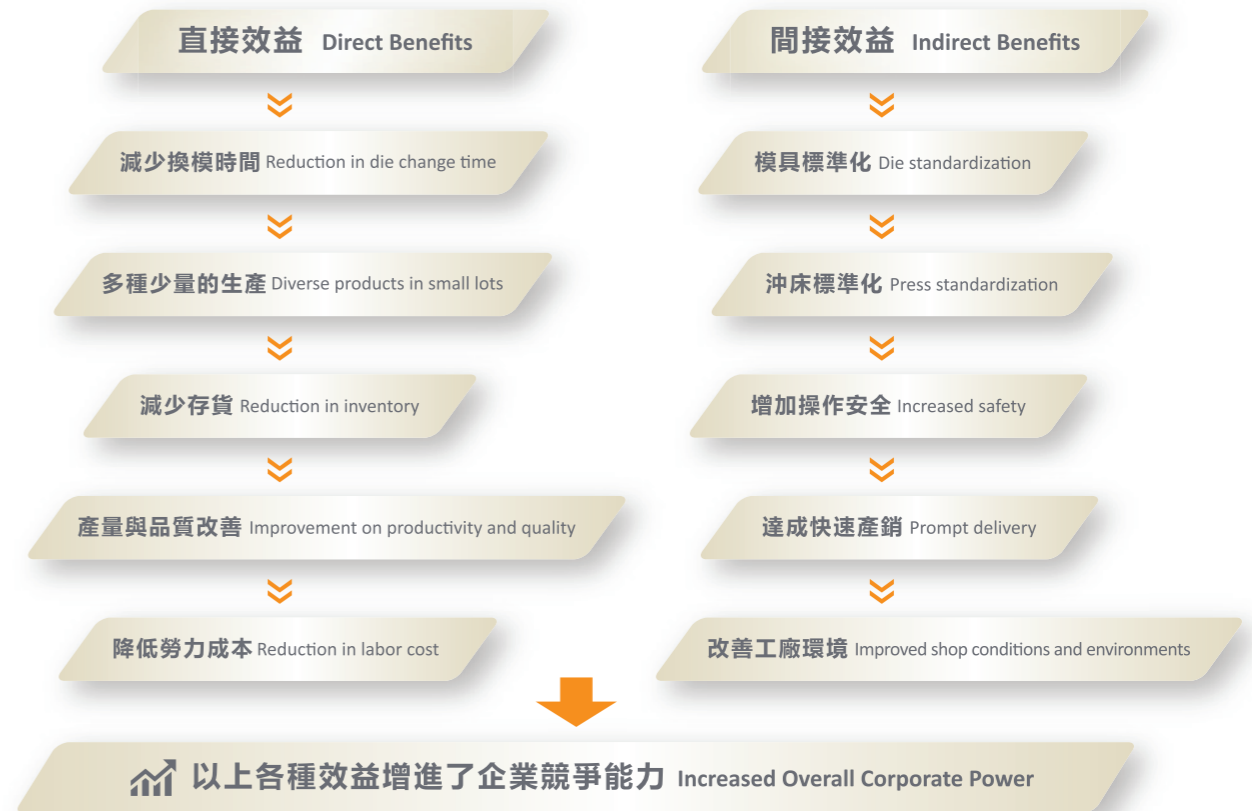 直接效益 Direct Benefits
減少換模時間 Reduction in die change time
多種少量的生產 Diverse products in small lots
減少存貨 Reduction in inventory
產量與品質改善 Improvement on productivity and quality
降低勞力成本 Reduction in labor cost
間接效益 Indirect Benefits
模具標準化 Die standardization
沖床標準化 Press standardization
增加操作安全 Increased safety
達成快速產銷 Prompt delivery
改善工廠環境 Improved shop conditions and environments
以上各種效益增進了企業競爭能力 Increased Overall Corporate Power